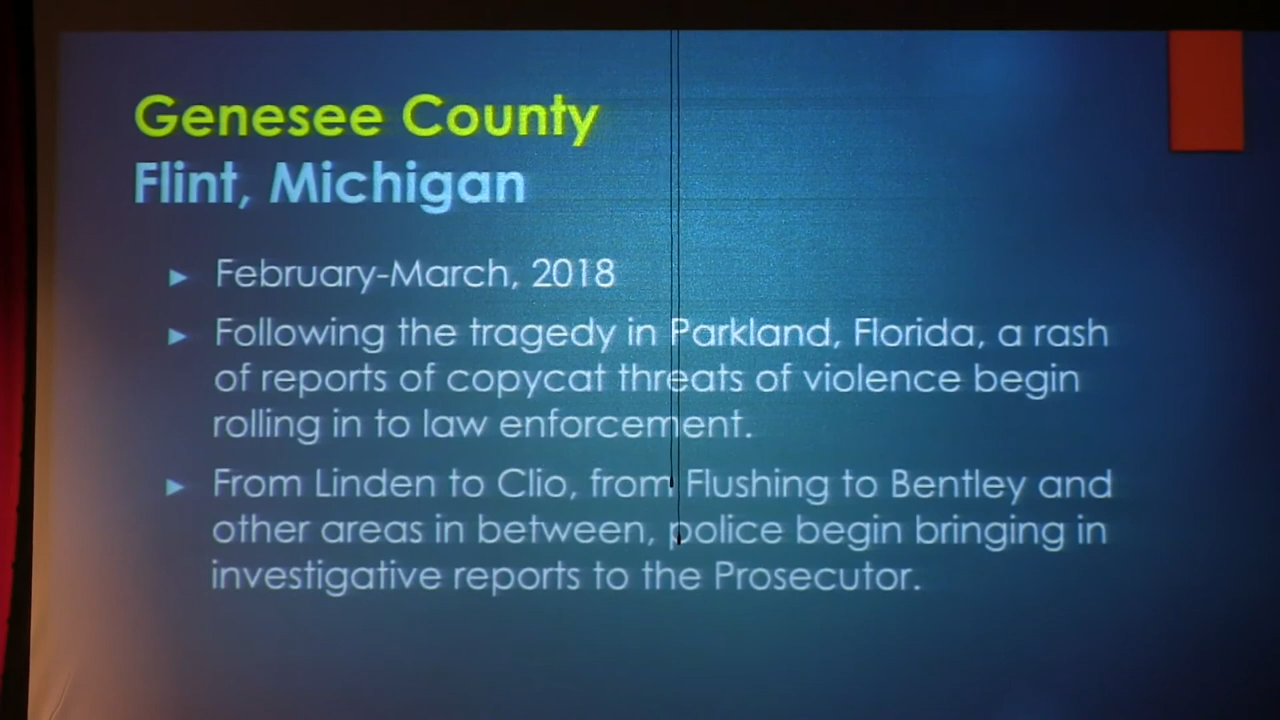 Genesee County
Flint, Michigan
February-March, 2018
Following the tragedy in Parkland, Florida, a rash
of reports of copycat threats of violence begin
rolling in to law enforcement.
From Linden to Clio, from Flushing to Bentley and
other areas in between, police begin bringing in
investigative reports to the Prosecutor.